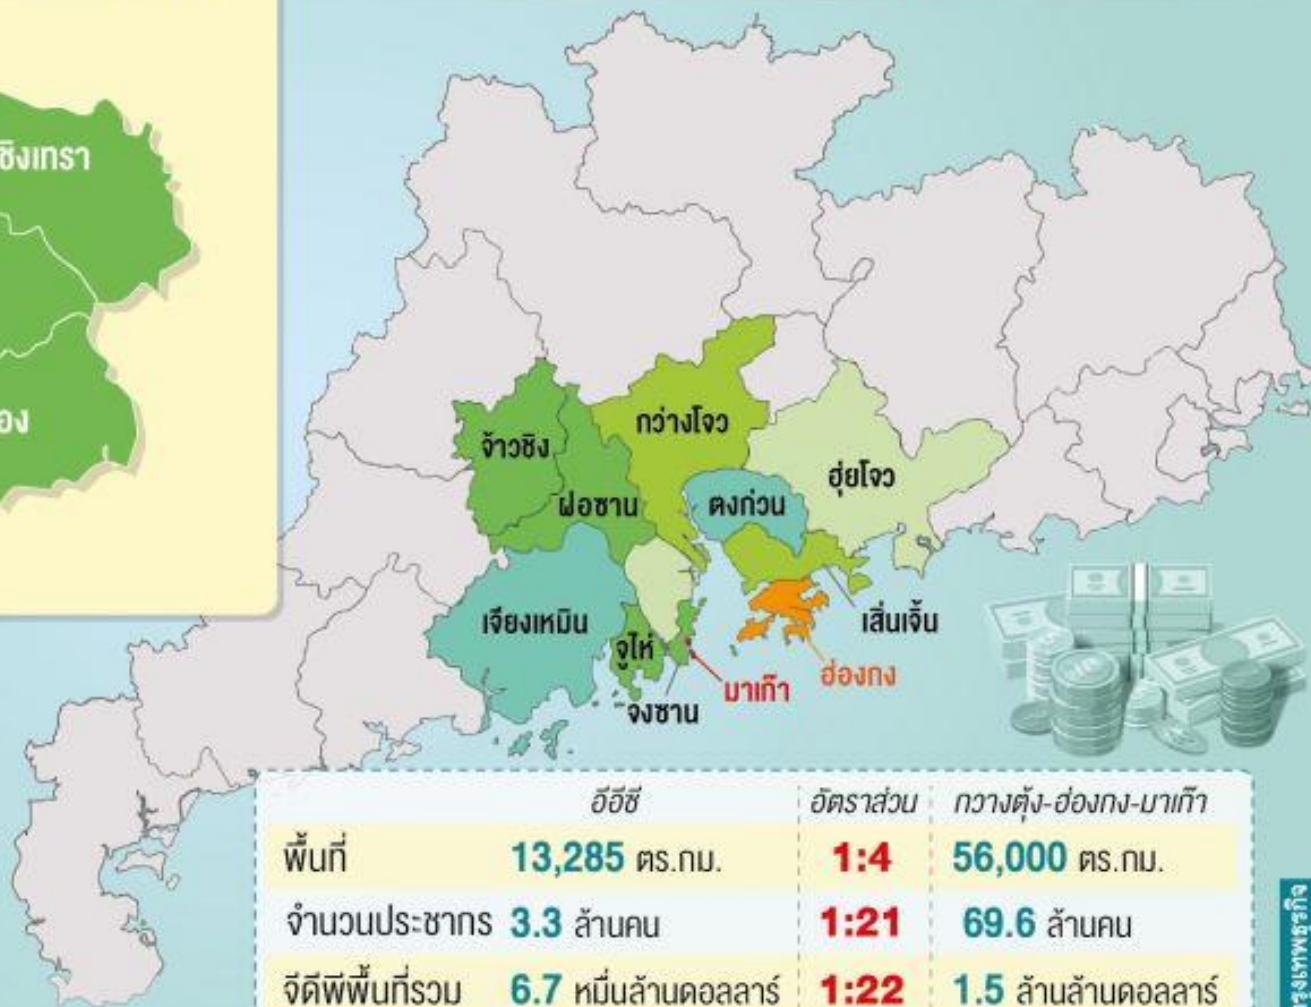 ชิงเทรา
อง
จ้าวชิง
กว่างโจว
ฝอซาน
ตงก่วน
ฮุ่ยโจว
เจียงเหมิน
จูไห่
เสิ่นเจิ้น
มาเก๊า
ฮ่องกง
จงซาน
อีอีซี อัตราส่วน กวางตุ้ง-ฮ่องกง-มาเก๊า
พื้นที่ 13,285 ตร.กม. 1:4 56,000 ตร.กม.
จำนวนประชากร 3.3 ล้านคน 1:21 69.6 ล้านคน
จีดีพีพื้นที่รวม 6.7 หมื่นล้านดอลลาร์ 1:22 1.5 ล้านล้านดอลลาร์
รุงเทพธุรกิจ